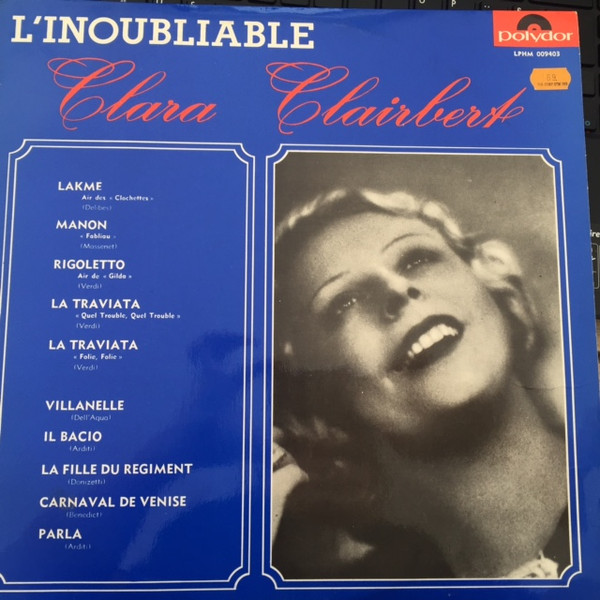 L'INOUBLIABLE
polydor
LPHM 009403
Clara Clairbert
LAKME
Air des « Clochettes »
(Delibes)
MANON
« Fabliau »
(Massenet)
RIGOLETTO
Air de « Gilda »
(Verdi)
LA TRAVIATA
« Quel Trouble, Quel Trouble »
(Verdi)
LA TRAVIATA
« Folie, Folie »
(Verdi)
VILLANELLE
(Dell'Aqua)
IL BACIO
(Arditi)
LA FILLE DU REGIMENT
(Donizetti)
CARNAVAL DE VENISE
(Benedict)
PARLA
(Arditi)